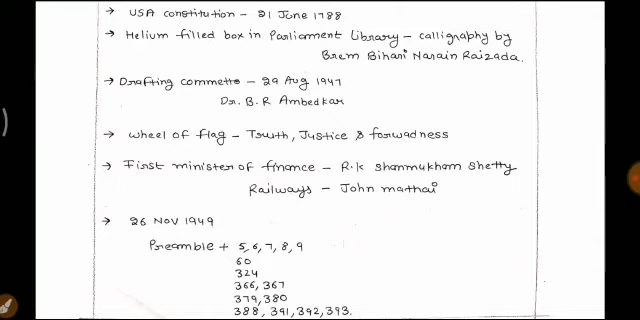 → USA constitution - 21 June 1788
→ Helium filled box in Parliament Library - calligraphy by
Brem Bihari Narain Raizada.
→ Drafting commette - 29 Aug 1947
Dr. B.R Ambedkar
→ wheel of flag - Truth, Justice & forwadness
→ First minister of finance - R.k shanmukham shetty
Railways - John mathai
→ 26 NOV 1949
Preamble + 5, 6, 7, 8, 9
60
324
366, 367
379, 380
388, 391, 392, 393.